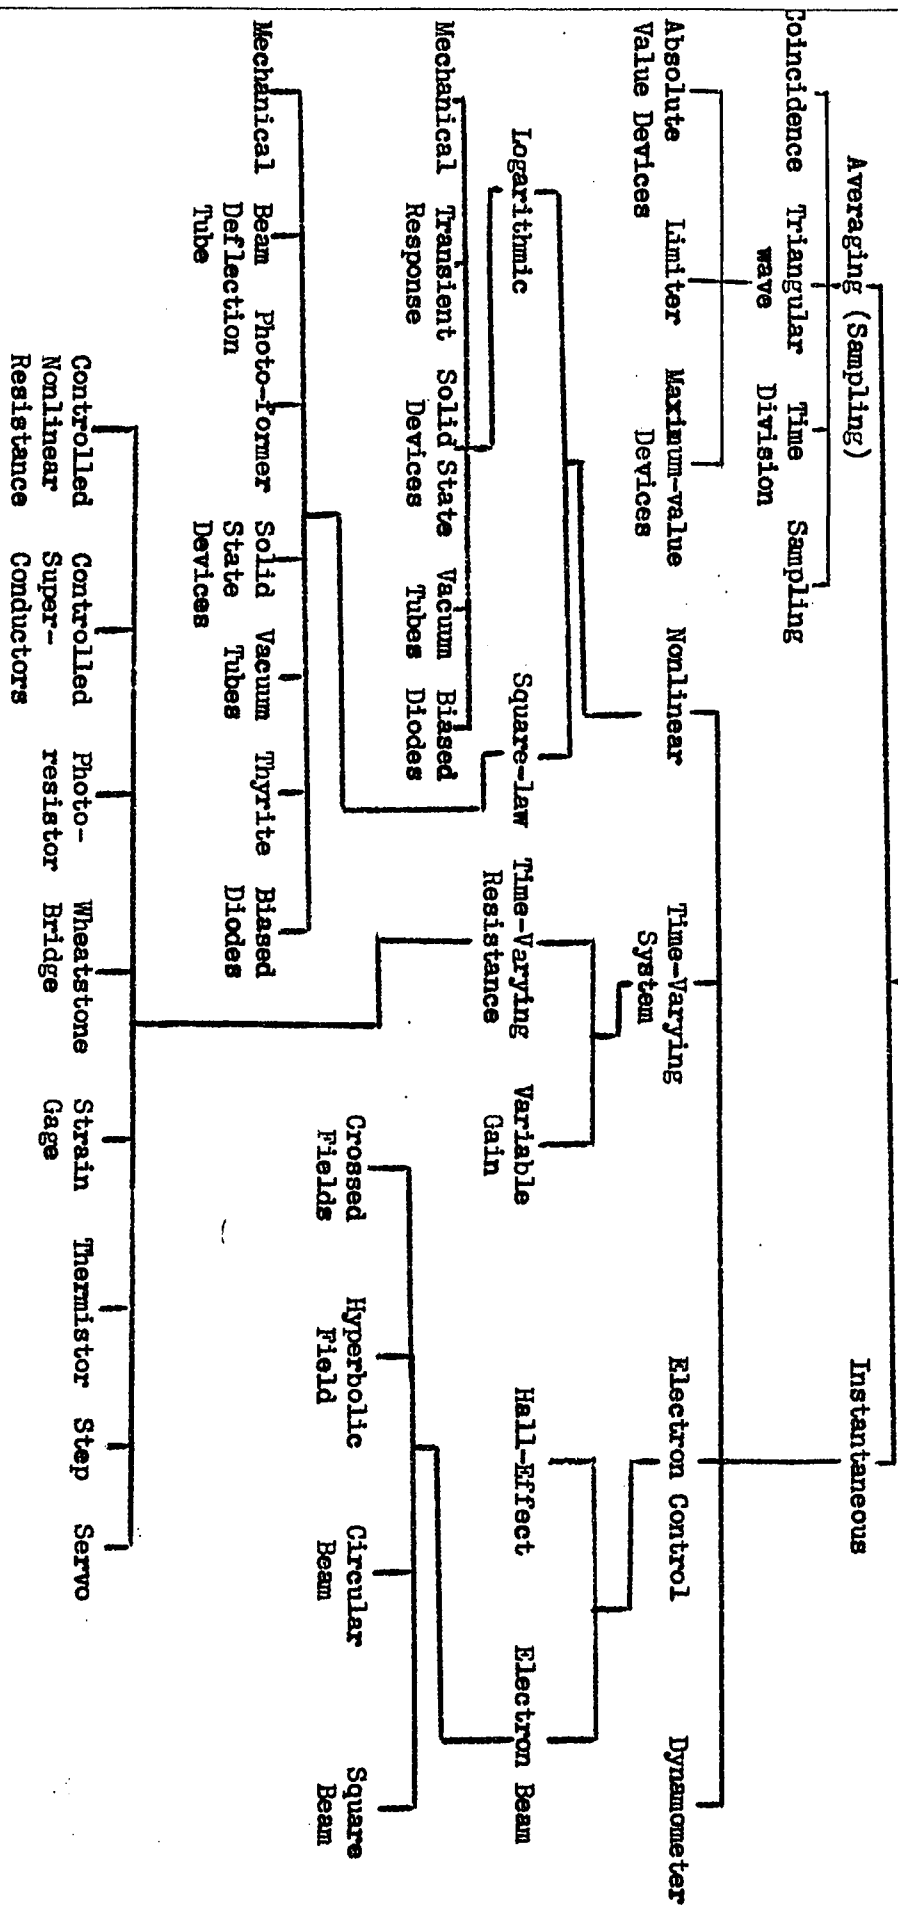 Averaging (Sampling)
Instantaneous
Coincidence
Triangular
wave
Time
Division
Sampling
Absolute
Value Devices
Limiter
Maximum-value
Devices
Nonlinear
Time-Varying
System
Electron Control
Dynamometer
Logarithmic
Square-law
Time-Varying
Resistance
Variable
Gain
Hall-Effect
Electron Beam
Mechanical
Transient
Response
Solid State
Devices
Vacuum
Tubes
Biased
Diodes
Crossed
Fields
Hyperbolic
Field
Circular
Beam
Square
Beam
Mechanical
Beam
Deflection
Tube
Photo-former
Solid
State
Devices
Vacuum
Tubes
Thyrite
Biased
Diodes
Controlled
Nonlinear
Resistance
Controlled
Super-
Conductors
Photo-
resistor
Wheatstone
Bridge
Strain
Gage
Thermistor
Step
Servo